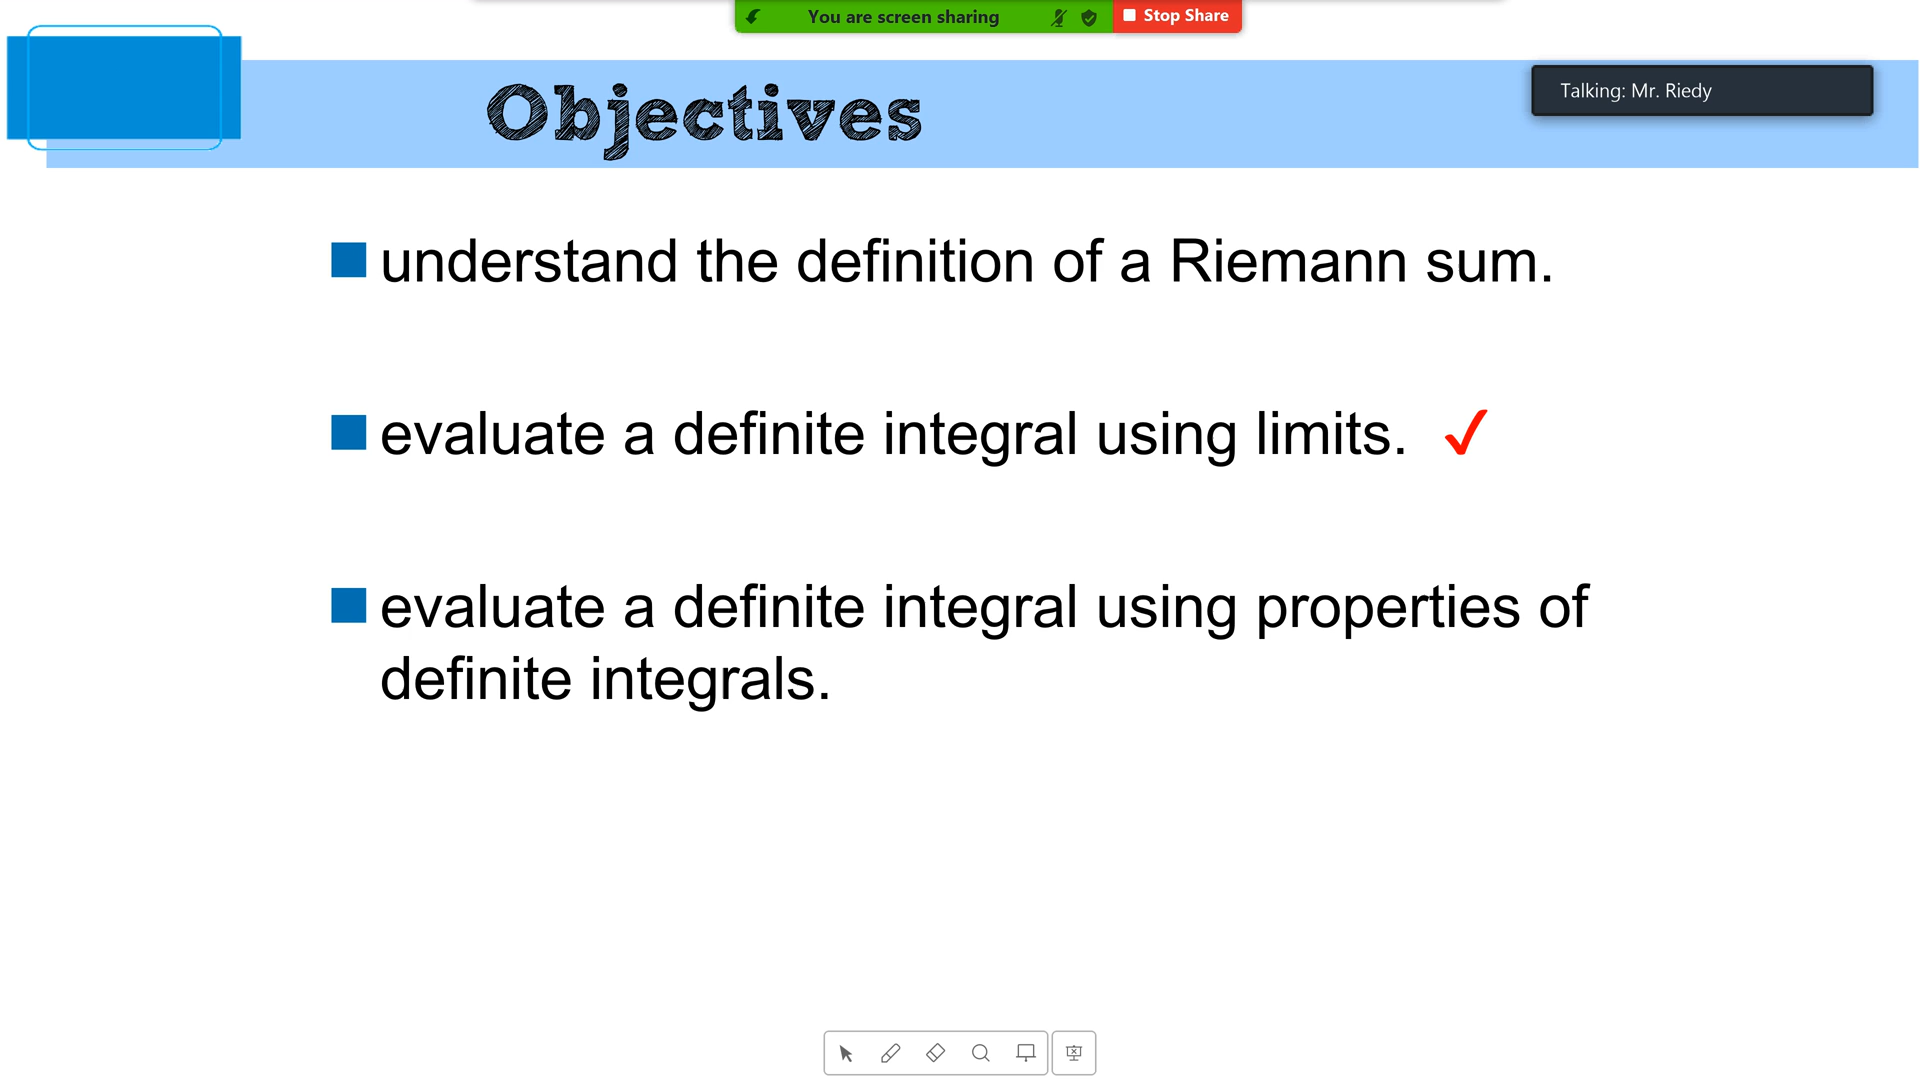 You are screen sharing
Stop Share
Talking: Mr. Riedy
Objectives
understand the definition of a Riemann sum.
evaluate a definite integral using limits. ✓
evaluate a definite integral using properties of
definite integrals.